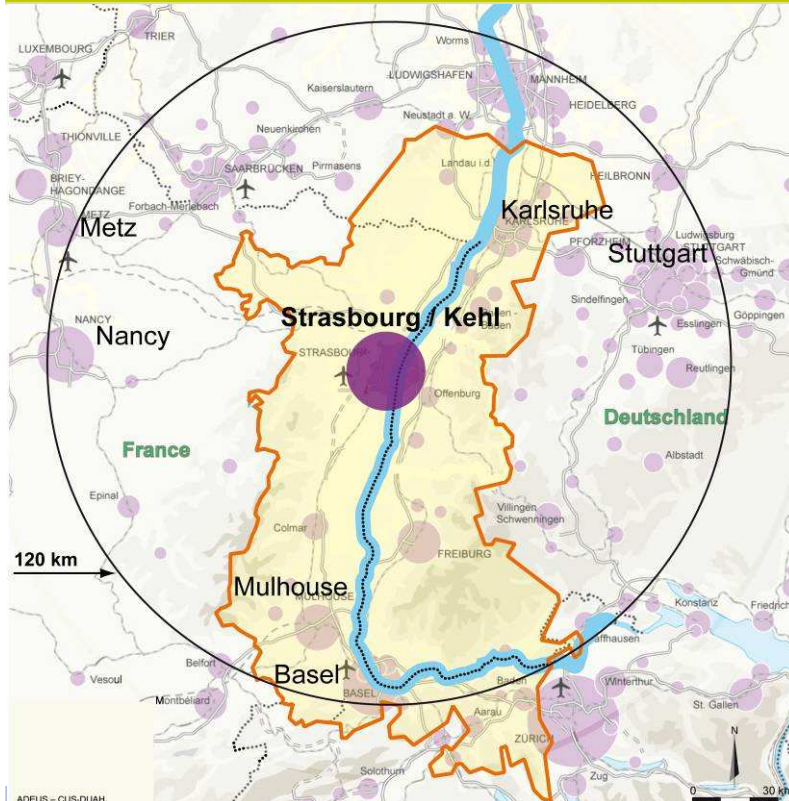 LUXEMBOURG
TRIER
Worms
LUDWIGSHAFEN
MANNHEIM
Kaiserslautern
HEIDELBERG
Neustadt a. W.
THIONVILLE
Neuenkirchen
SAARBRÜCKEN
Pirmasens
Landau i.d.
BRIEY-
HAGONDANGE
Forbach-Merlebach
HEILBRONN
METZ
Metz
Karlsruhe
KARLSRUHE
PFORZHEIM
Ludwigsburg
STUTTGART
Stuttgart
Schwäbisch-
Gmünd
Sindelfingen
Göppingen
Esslingen
Strasbourg / Kehl
NANCY
Nancy
Baden
STRASBOURG
Tübingen
Reutlingen
Offenburg
Deutschland
France
Albstadt
Epinal
Villingen
Schwenningen
Colmar
FREIBURG
120 km
Mulhouse
MULHOUSE
Konstanz
Friedrich
affhausen
Belfort
Vesoul
Basel
BASEL
Baden
Winterthur
Montbéliard
St. Gallen
Aarau
ZÜRICH
N
Solothurn
Zug
0 30 km
ADEUS – CUS-DUAH